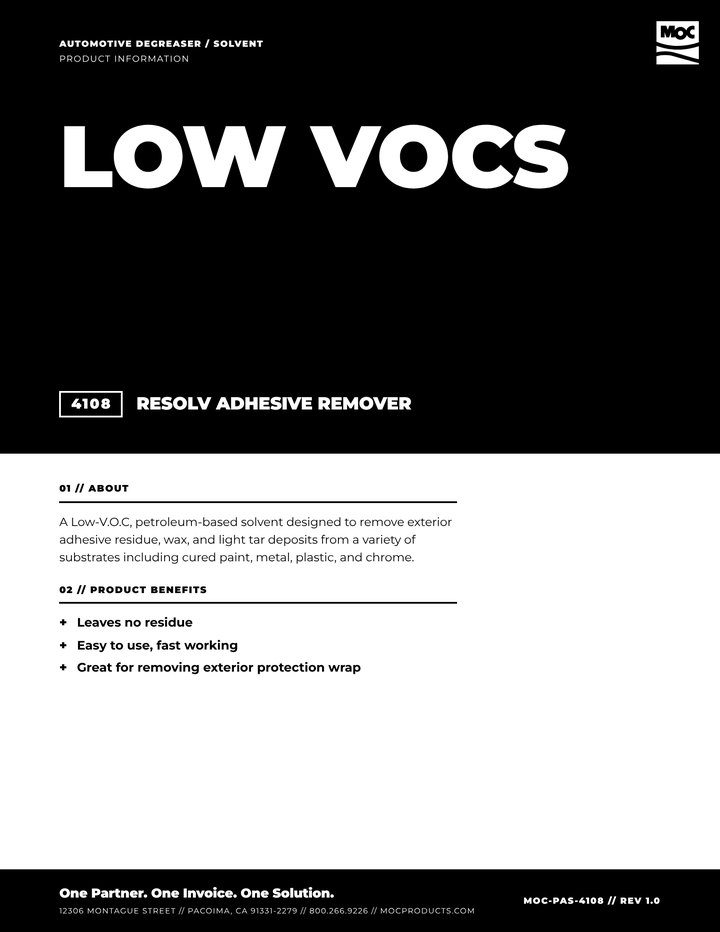 AUTOMOTIVE DEGREASER / SOLVENT
PRODUCT INFORMATION
MOC
LOW VOCS
4108 RESOLV ADHESIVE REMOVER
01 // ABOUT
A Low-V.O.C, petroleum-based solvent designed to remove exterior
adhesive residue, wax, and light tar deposits from a variety of
substrates including cured paint, metal, plastic, and chrome.
02 // PRODUCT BENEFITS
+ Leaves no residue
+ Easy to use, fast working
+ Great for removing exterior protection wrap
One Partner. One Invoice. One Solution.
12306 MONTAGUE STREET // PACOIMA, CA 91331-2279 // 800.266.9226 // MOCPRODUCTS.COM
MOC-PAS-4108 // REV 1.0